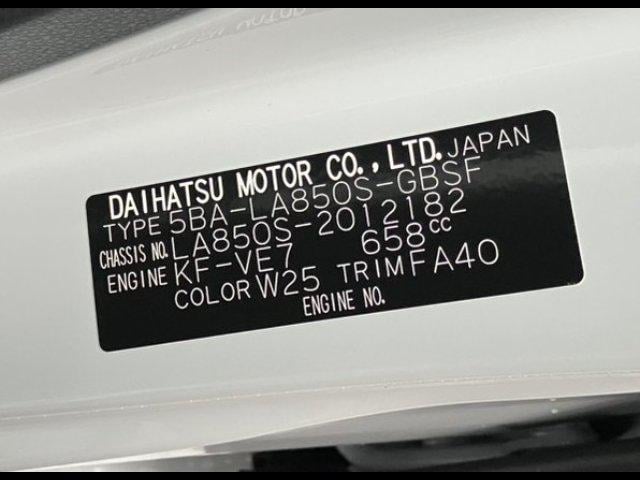 DAIHATSU MOTOR CO., LTD. JAPAN
TYPE 5BA-LA850S-GBSF
CHASSIS NO. LA850S-2012182
ENGINE KF-VE7 658cc
COLOR W25 TRIM FA40
ENGINE NO.